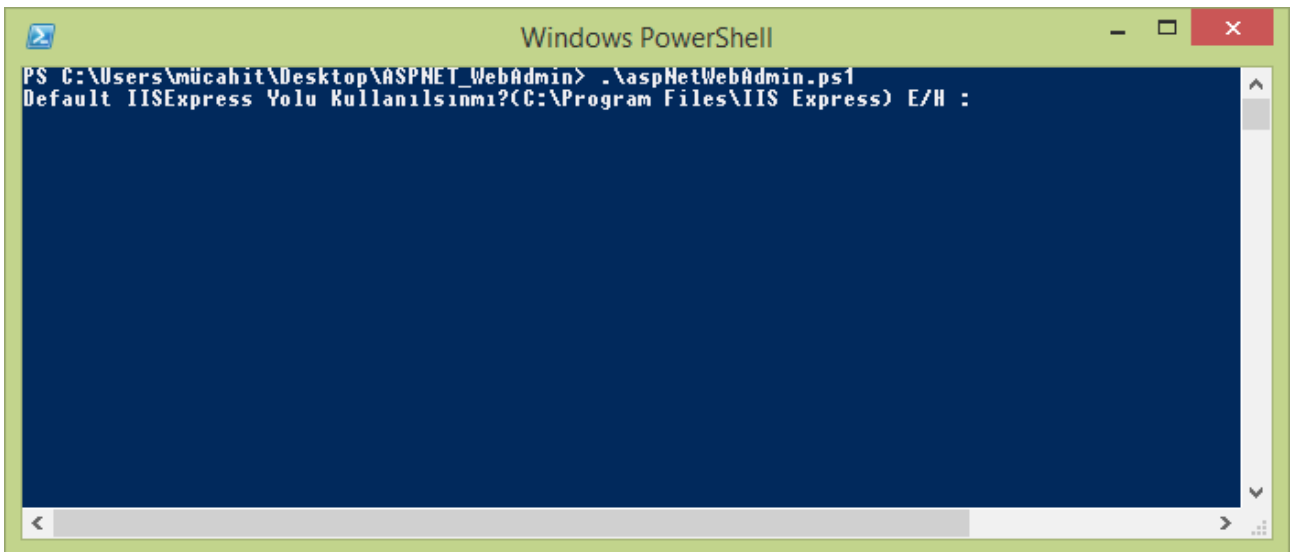 Windows PowerShell
PS C:\Users\mücahit\Desktop\ASPNET_WebAdmin> .\aspNetWebAdmin.ps1
Default IISExpress Yolu Kullanılsınmı?(C:\Program Files\IIS Express) E/H :